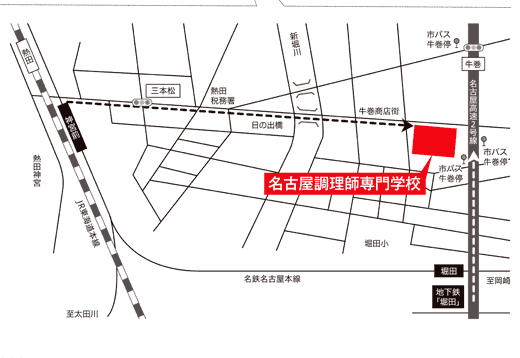 市バス
牛巻停
新堀川
熱田
牛巻
三本松
熱田
税務署
牛巻商店街
名古屋高速2号線
神宮前
日の出橋
市バス
牛巻停
市バス
牛巻停
熱田神宮
名古屋調理師専門学校
JR東海道本線
堀田小
堀田
名鉄名古屋本線
至岡崎
地下鉄
「堀田」
至太田川